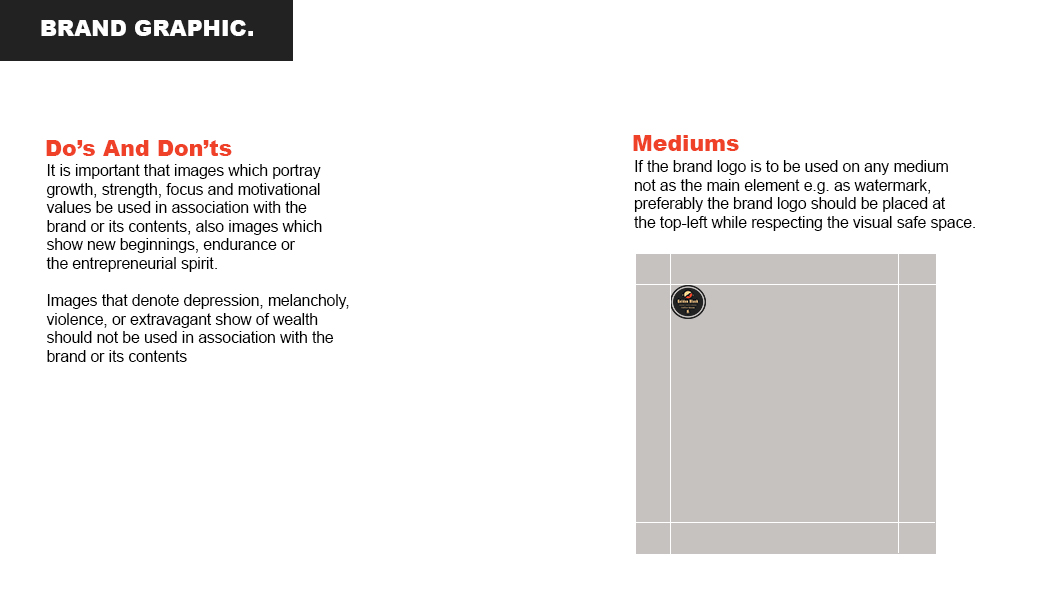 BRAND GRAPHIC.
Do’s And Don’ts
It is important that images which portray
growth, strength, focus and motivational
values be used in association with the
brand or its contents, also images which
show new beginnings, endurance or
the entrepreneurial spirit.
Images that denote depression, melancholy,
violence, or extravagant show of wealth
should not be used in association with the
brand or its contents
Mediums
If the brand logo is to be used on any medium
not as the main element e.g. as watermark,
preferably the brand logo should be placed at
the top-left while respecting the visual safe space.